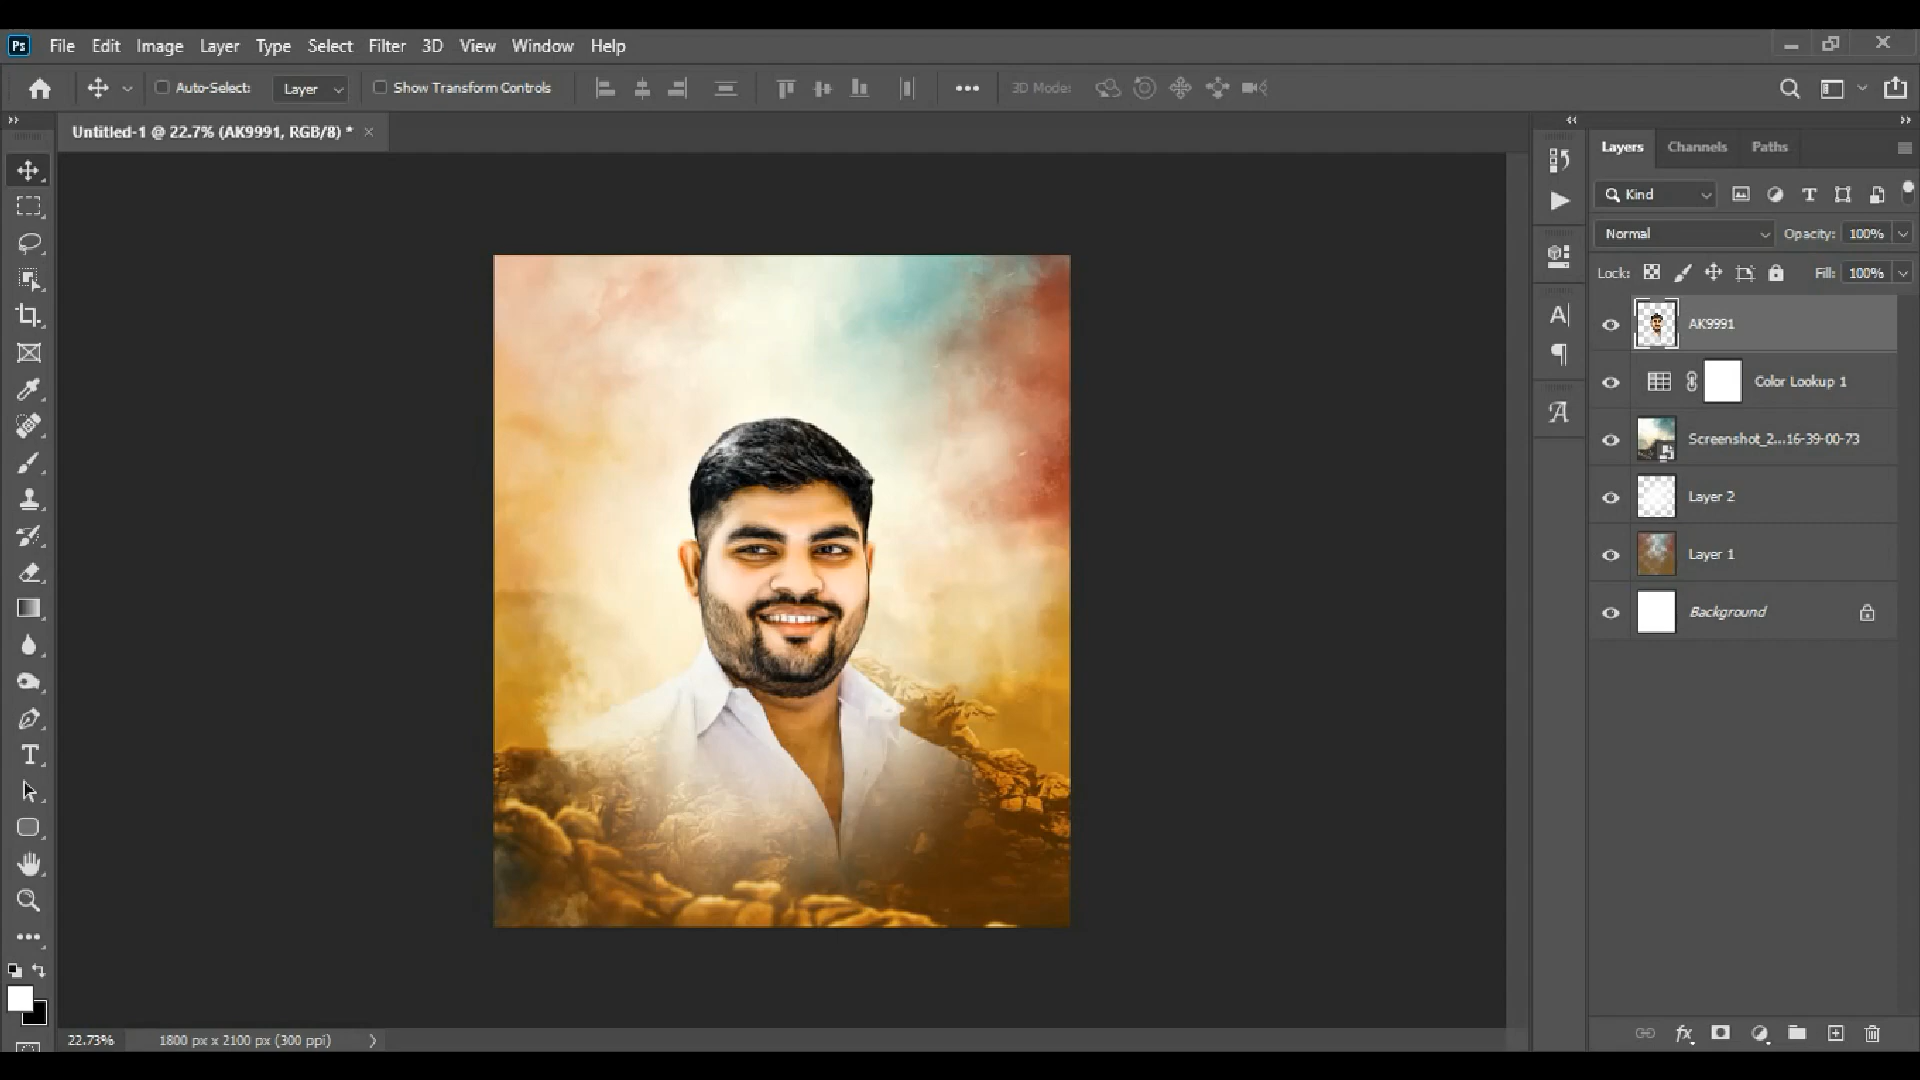 Ps File Edit Image Layer Type Select Filter 3D View Window Help
Auto-Select: Layer Show Transform Controls 3D Mode:
Untitled-1 @ 22.7% (AK9991, RGB/8) *
Layers Channels Paths
Kind
Normal Opacity: 100%
Lock: Fill: 100%
AK9991
Color Lookup 1
Screenshot_2...16-39-00-73
Layer 2
Layer 1
Background
22.73% 1800 px x 2100 px (300 ppi)